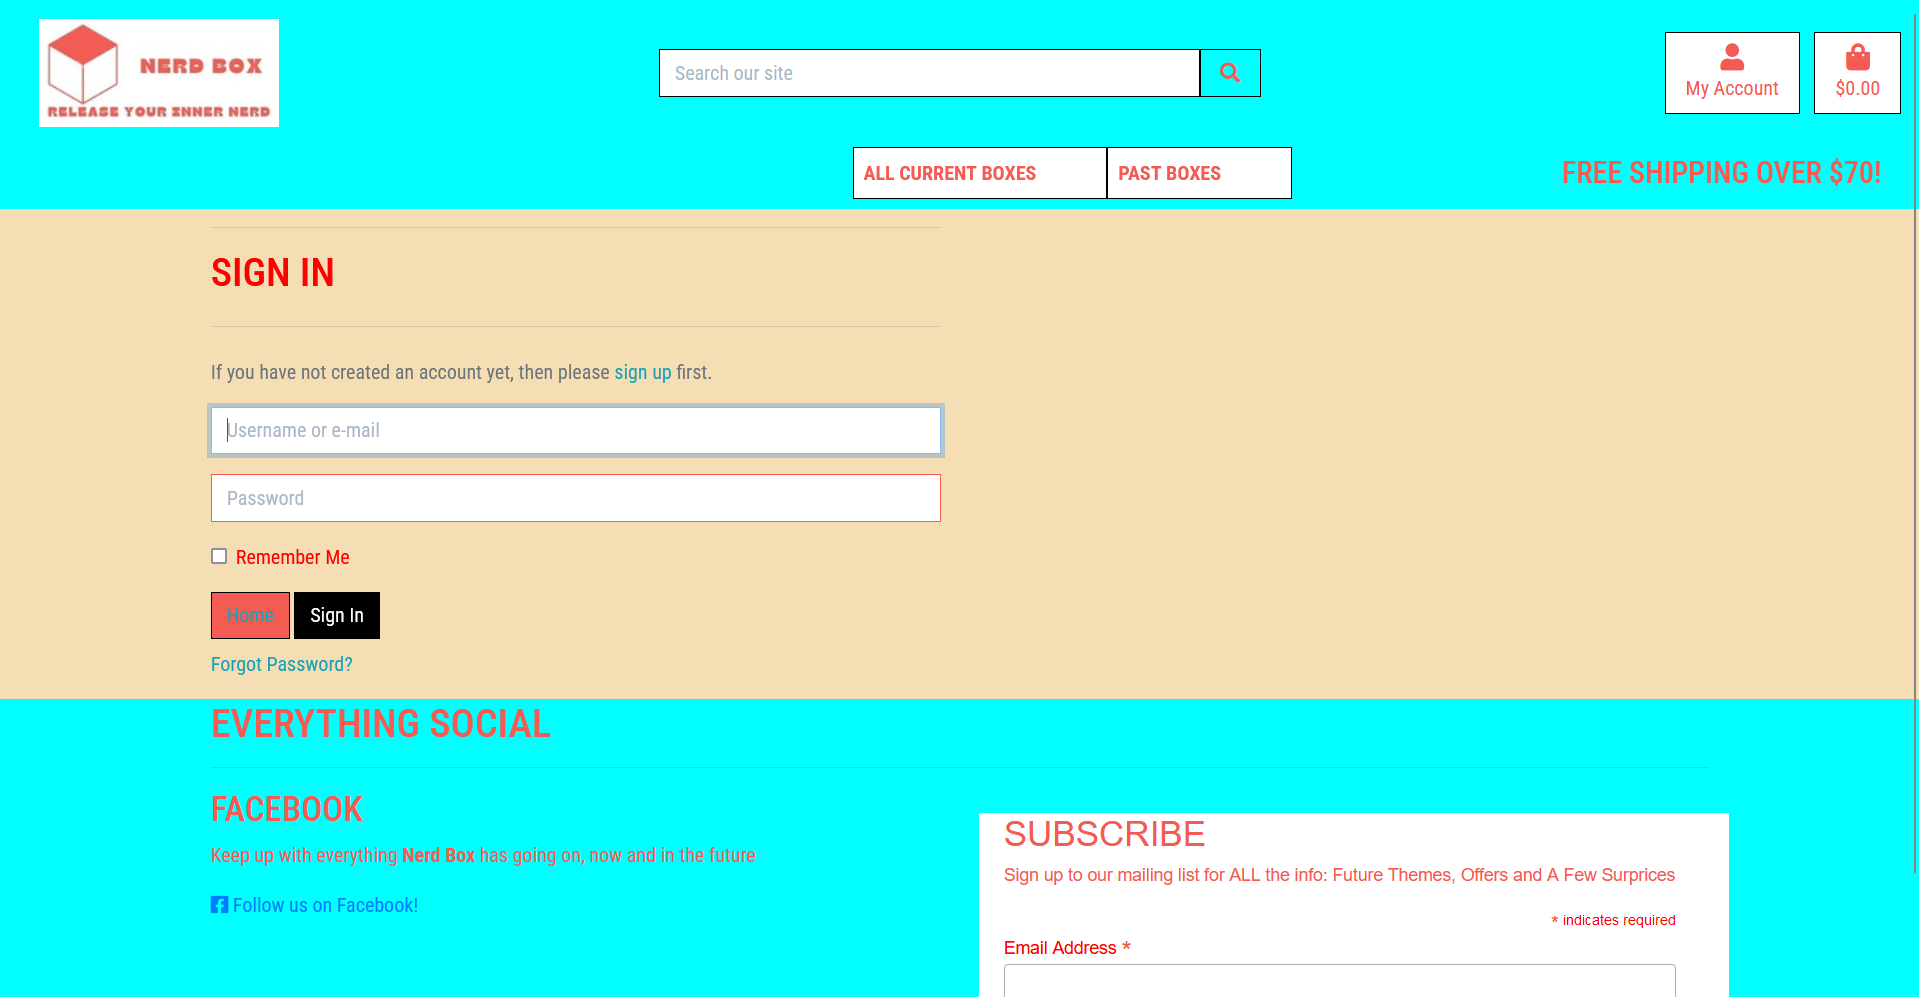 NERD BOX
RELEASE YOUR INNER NERD
Search our site
My Account
$0.00
ALL CURRENT BOXES
PAST BOXES
FREE SHIPPING OVER $70!
SIGN IN
If you have not created an account yet, then please sign up first.
Username or e-mail
Password
Remember Me
Home
Sign In
Forgot Password?
EVERYTHING SOCIAL
FACEBOOK
Keep up with everything Nerd Box has going on, now and in the future
Follow us on Facebook!
SUBSCRIBE
Sign up to our mailing list for ALL the info: Future Themes, Offers and A Few Surprices
* indicates required
Email Address *